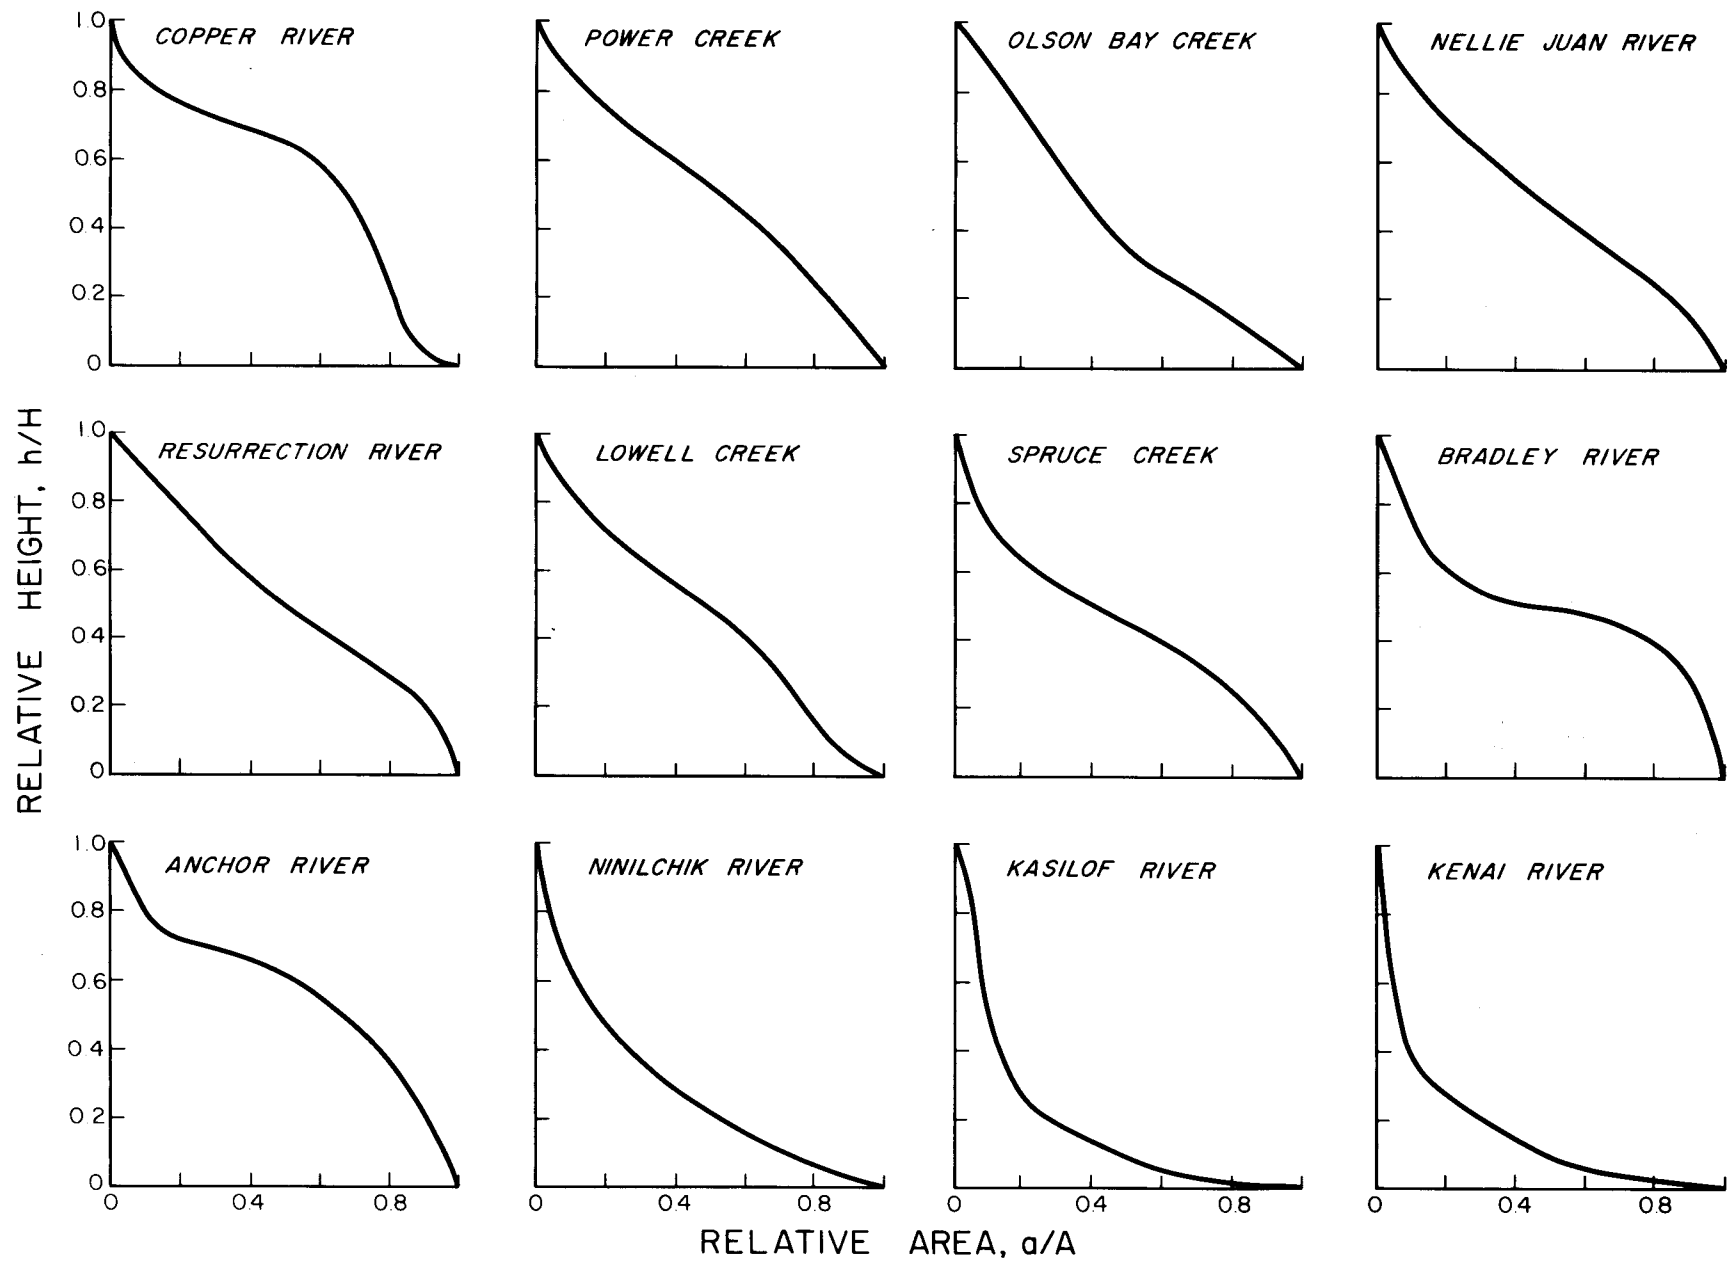 COPPER RIVER
POWER CREEK
OLSON BAY CREEK
NELLIE JUAN RIVER
1.0
0.8
0.6
0.4
0.2
0
RESURRECTION RIVER
LOWELL CREEK
SPRUCE CREEK
BRADLEY RIVER
1.0
0.8
0.6
0.4
0.2
0
ANCHOR RIVER
NINILCHIK RIVER
KASILOF RIVER
KENAI RIVER
1.0
0.8
0.6
0.4
0.2
0
0 0.4 0.8
0 0.4 0.8
0 0.4 0.8
0 0.4 0.8
RELATIVE HEIGHT, h/H
RELATIVE AREA, a/A